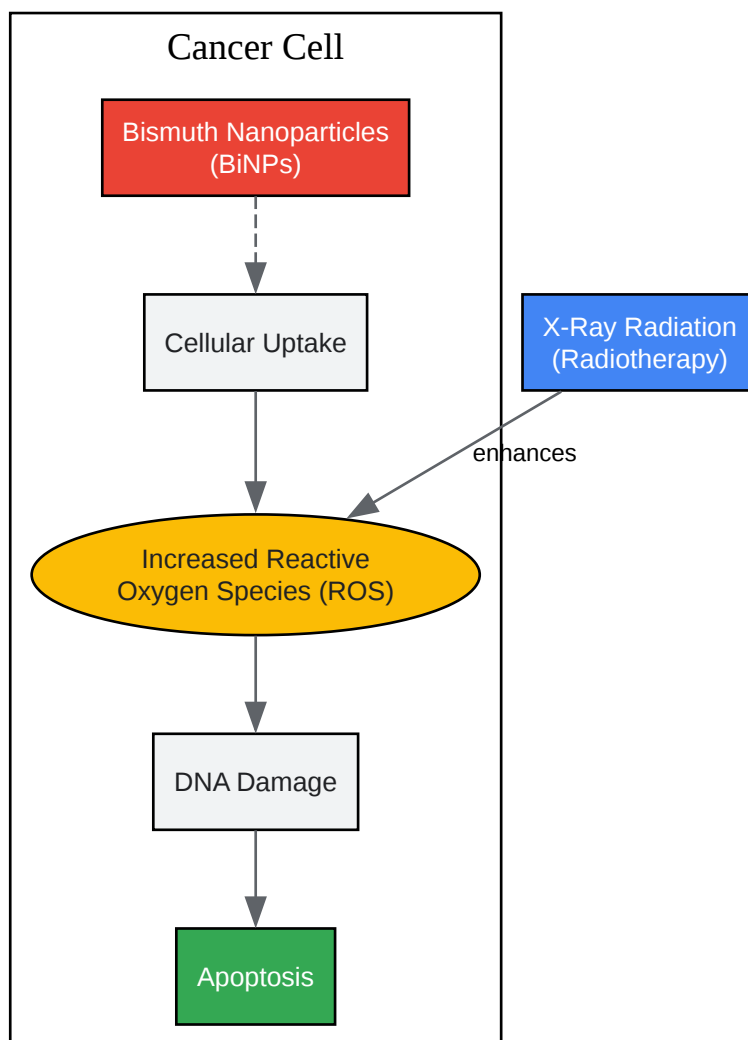 Cancer Cell
Bismuth Nanoparticles
(BiNPs)
Cellular Uptake
X-Ray Radiation
(Radiotherapy)
enhances
Increased Reactive
Oxygen Species (ROS)
DNA Damage
Apoptosis